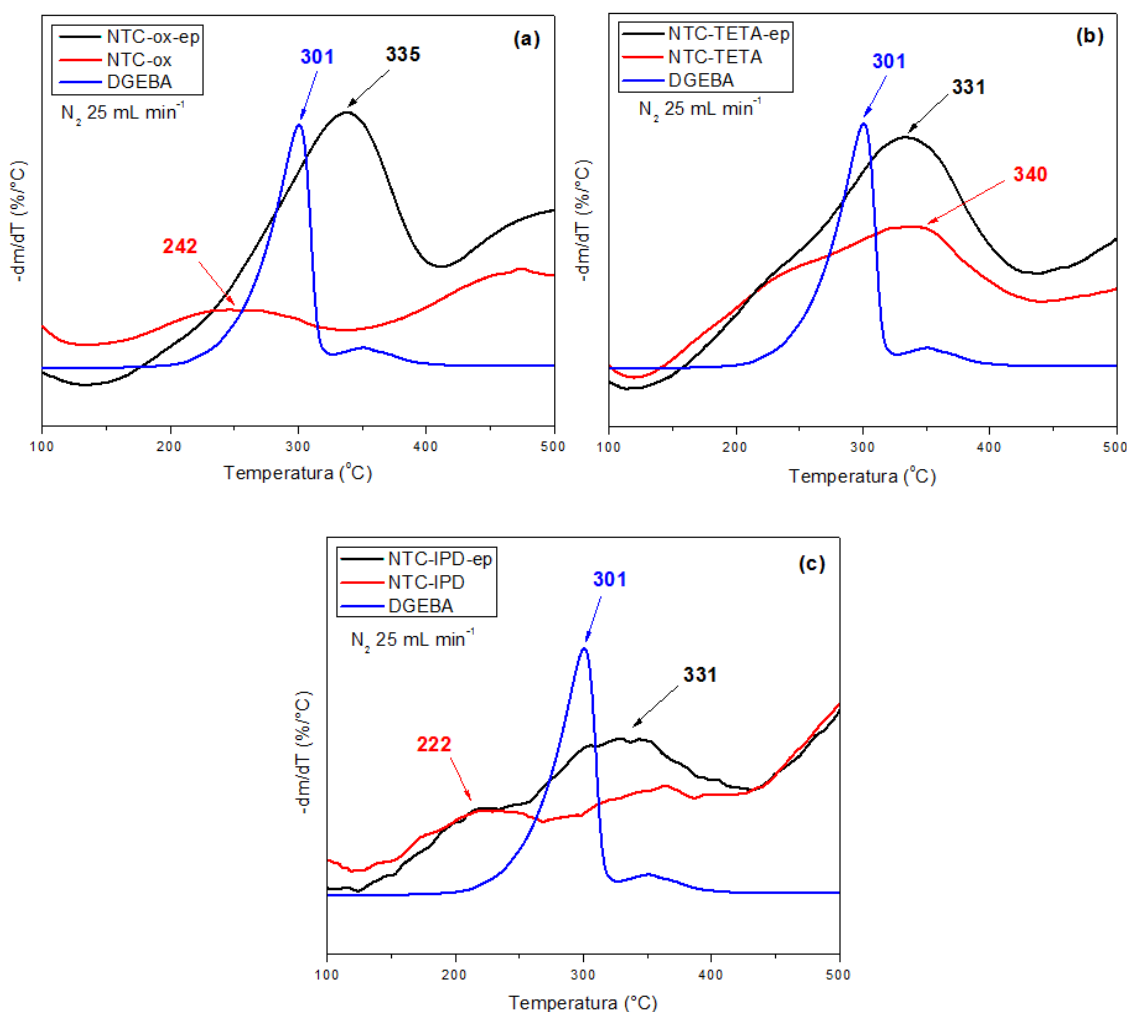 NTC-ox-ep
NTC-ox
DGEBA
N₂ 25 mL min⁻¹
(a)
301
335
242
-dm/dT (%/°C)
100
200
300
400
500
Temperatura (°C)
NTC-TETA-ep
NTC-TETA
DGEBA
N₂ 25 mL min⁻¹
(b)
301
331
340
-dm/dT (%/°C)
100
200
300
400
500
Temperatura (°C)
NTC-IPD-ep
NTC-IPD
DGEBA
N₂ 25 mL min⁻¹
(c)
301
331
222
-dm/dT (%/°C)
100
200
300
400
500
Temperatura (°C)